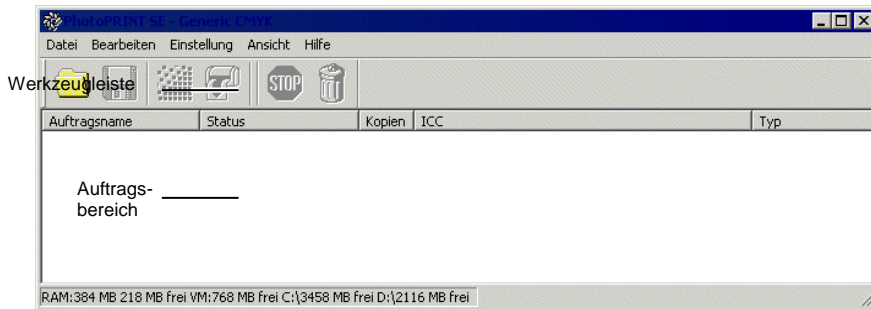 PhotoPRINT SE - Generic CMYK
Datei Bearbeiten Einstellung Ansicht Hilfe
Werkzeugleiste
STOP
Auftragsname Status Kopien ICC Typ
Auftrags-
bereich
RAM:384 MB 218 MB frei VM:768 MB frei C:\3458 MB frei D:\2116 MB frei